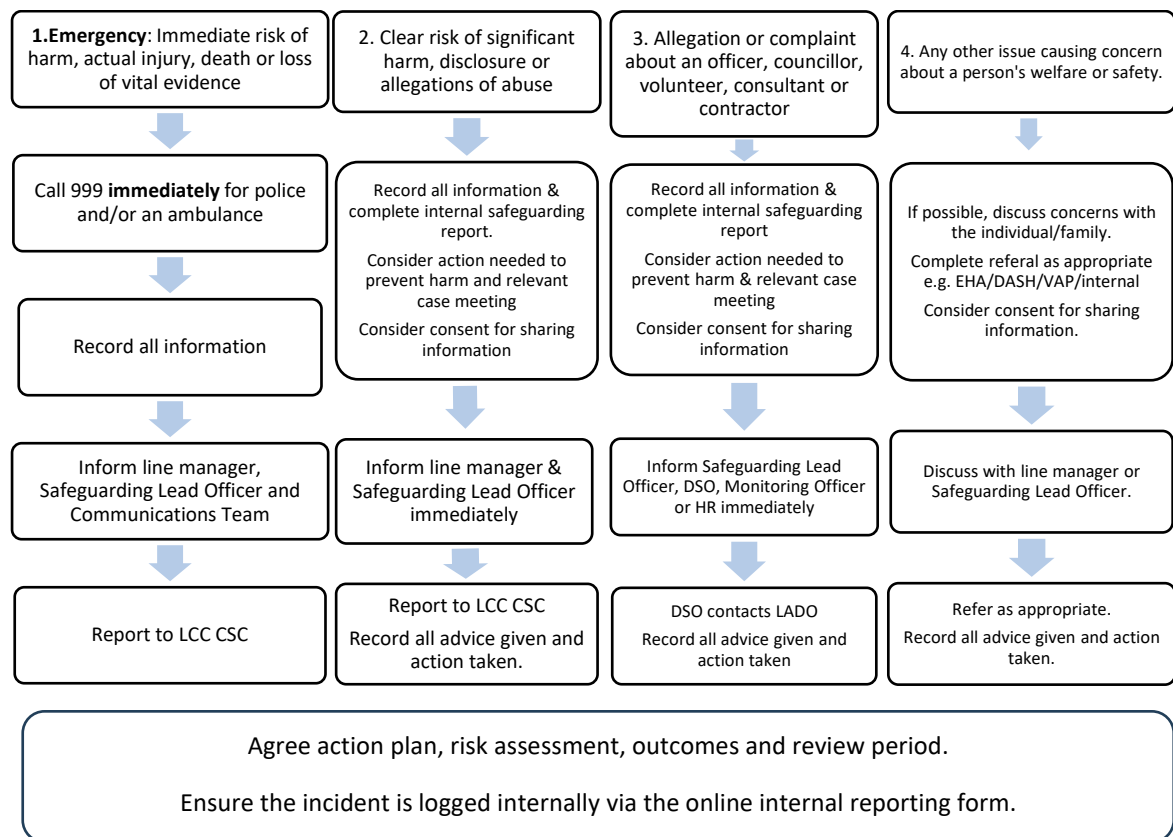 1.Emergency: Immediate risk of
harm, actual injury, death or loss
of vital evidence
Call 999 immediately for police
and/or an ambulance
Record all information
Inform line manager,
Safeguarding Lead Officer and
Communications Team
Report to LCC CSC
2. Clear risk of significant
harm, disclosure or
allegations of abuse
Record all information &
complete internal safeguarding
report.
Consider action needed to
prevent harm and relevant
case meeting
Consider consent for sharing
information
Inform line manager &
Safeguarding Lead Officer
immediately
Report to LCC CSC
Record all advice given and
action taken.
3. Allegation or complaint
about an officer, councillor,
volunteer, consultant or
contractor
Record all information &
complete internal safeguarding
report
Consider action needed to
prevent harm & relevant case
meeting
Consider consent for sharing
information
Inform Safeguarding Lead
Officer, DSO, Monitoring Officer
or HR immediately
DSO contacts LADO
Record all advice given and
action taken
4. Any other issue causing concern
about a person's welfare or safety.
If possible, discuss concerns with
the individual/family.
Complete referal as appropriate
e.g. EHA/DASH/VAP/internal
Consider consent for sharing
information.
Discuss with line manager or
Safeguarding Lead Officer.
Refer as appropriate.
Record all advice given and action
taken.
Agree action plan, risk assessment, outcomes and review period.
Ensure the incident is logged internally via the online internal reporting form.